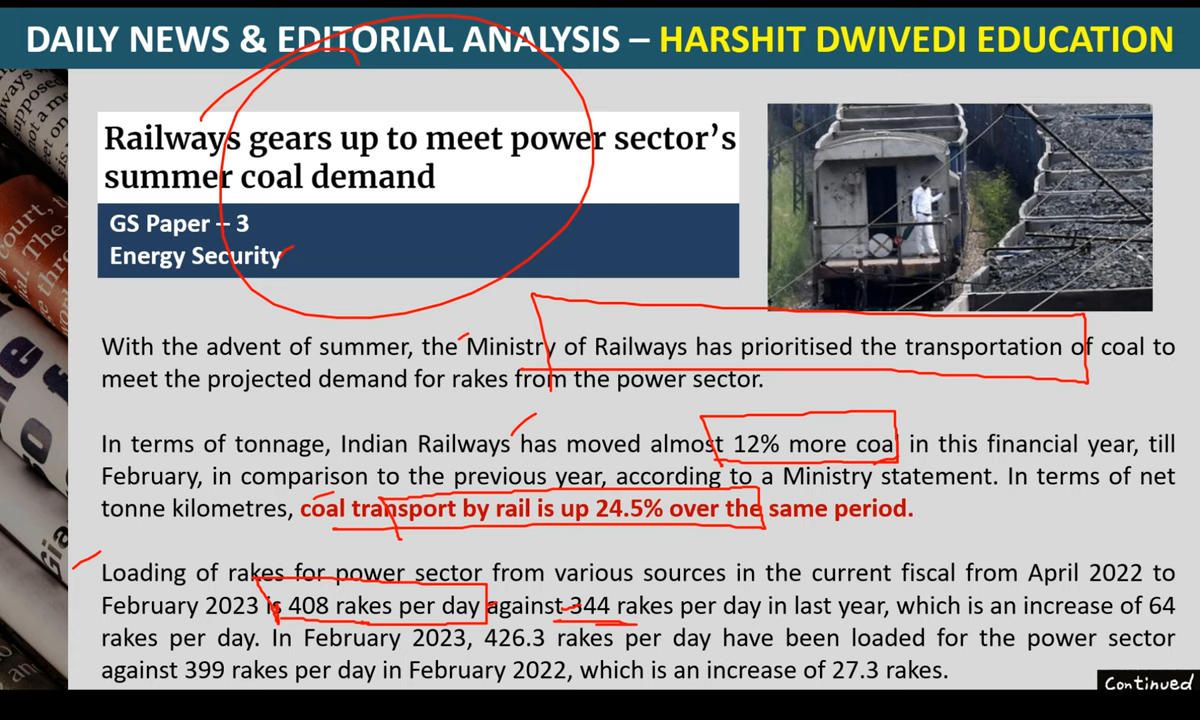 DAILY NEWS & EDITORIAL ANALYSIS – HARSHIT DWIVEDI EDUCATION
Railways gears up to meet power sector's
summer coal demand
GS Paper – 3
Energy Security
With the advent of summer, the Ministry of Railways has prioritised the transportation of coal to
meet the projected demand for rakes from the power sector.
In terms of tonnage, Indian Railways has moved almost 12% more coal in this financial year, till
February, in comparison to the previous year, according to a Ministry statement. In terms of net
tonne kilometres, coal transport by rail is up 24.5% over the same period.
Loading of rakes for power sector from various sources in the current fiscal from April 2022 to
February 2023 is 408 rakes per day against 344 rakes per day in last year, which is an increase of 64
rakes per day. In February 2023, 426.3 rakes per day have been loaded for the power sector
against 399 rakes per day in February 2022, which is an increase of 27.3 rakes.
Continued